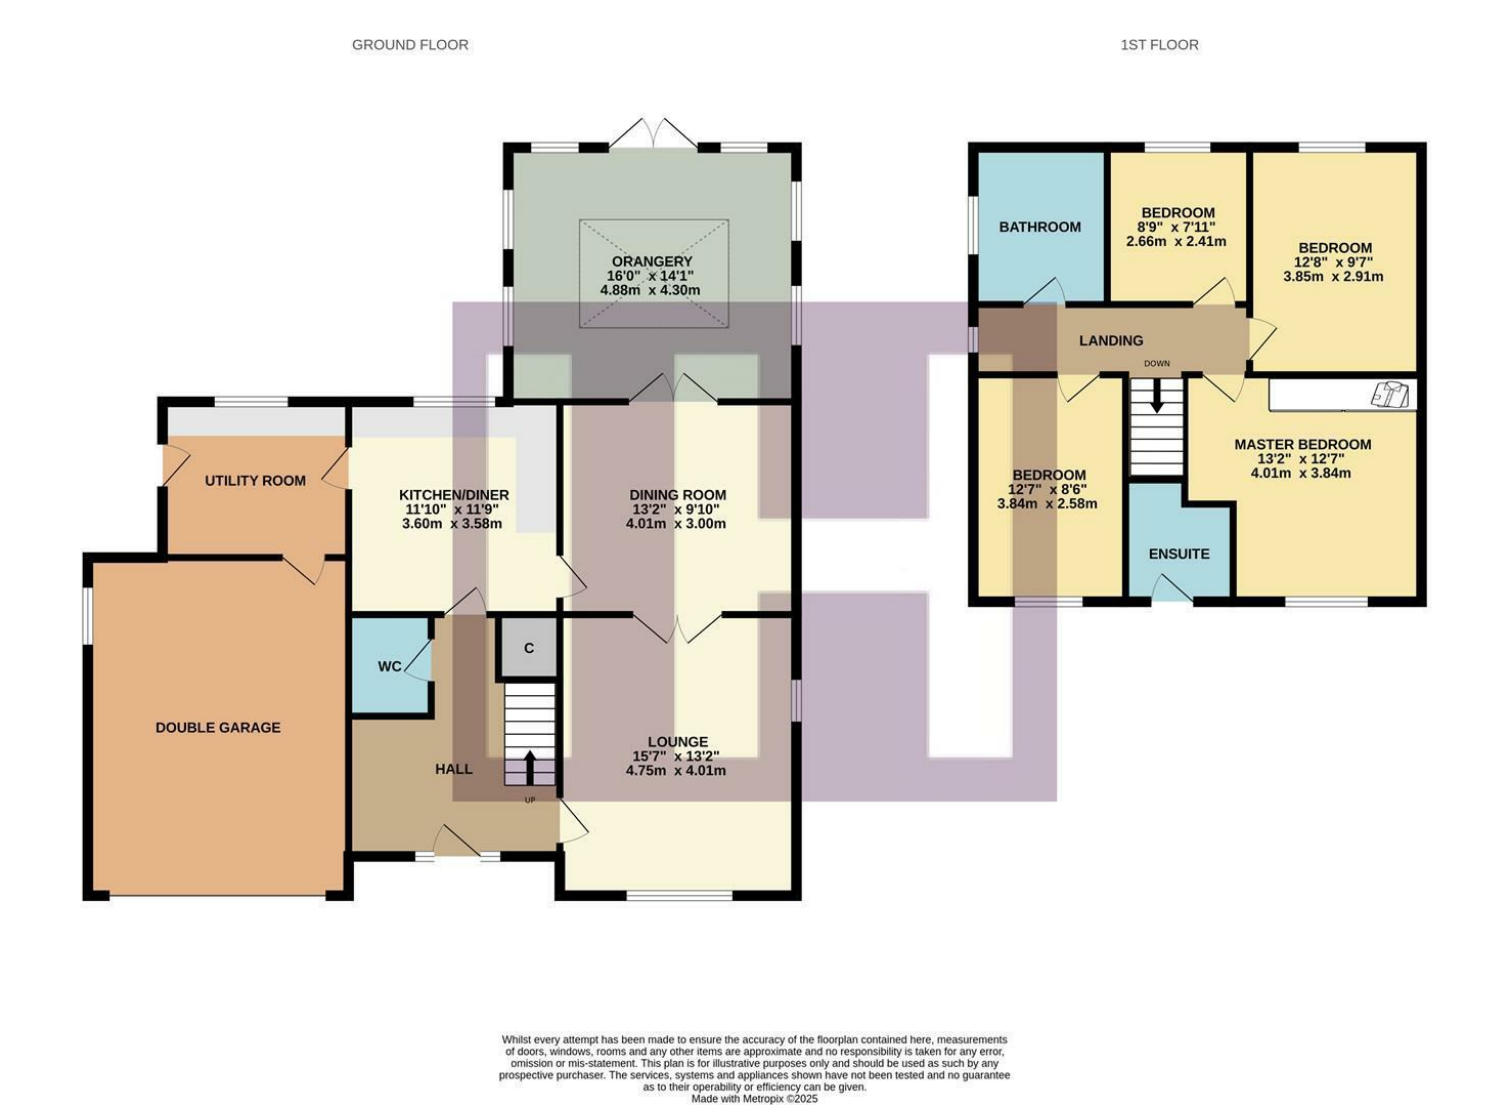 GROUND FLOOR
1ST FLOOR
ORANGERY
16'0" x 14'1"
4.88m x 4.30m
UTILITY ROOM
KITCHEN/DINER
11'10" x 11'9"
3.60m x 3.58m
DINING ROOM
13'2" x 9'10"
4.01m x 3.00m
WC
C
DOUBLE GARAGE
HALL
UP
LOUNGE
15'7" x 13'2"
4.75m x 4.01m
BATHROOM
BEDROOM
8'9" x 7'11"
2.66m x 2.41m
BEDROOM
12'8" x 9'7"
3.85m x 2.91m
LANDING
DOWN
BEDROOM
12'7" x 8'6"
3.84m x 2.58m
MASTER BEDROOM
13'2" x 12'7"
4.01m x 3.84m
ENSUITE
Whilst every attempt has been made to ensure the accuracy of the floorplan contained here, measurements
of doors, windows, rooms and any other items are approximate and no responsibility is taken for any error,
omission or mis-statement. This plan is for illustrative purposes only and should be used as such by any
prospective purchaser. The services, systems and appliances shown have not been tested and no guarantee
as to their operability or efficiency can be given.
Made with Metropix ©2025